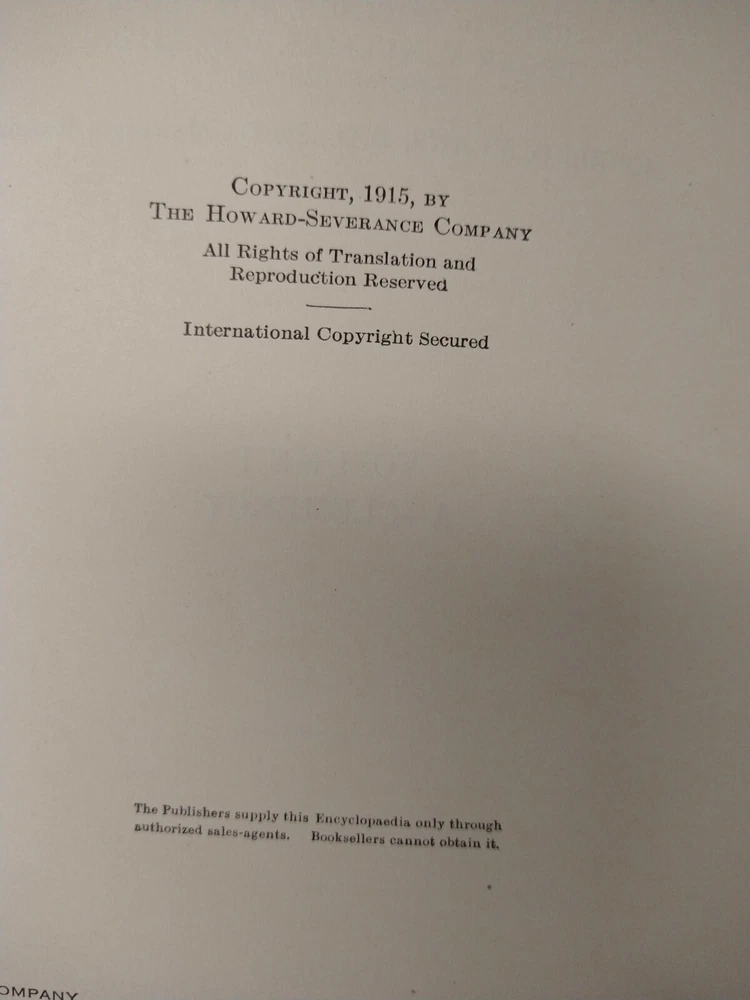 COPYRIGHT, 1915, BY
THE HOWARD-SEVERANCE COMPANY
All Rights of Translation and
Reproduction Reserved
International Copyright Secured
The Publishers supply this Encyclopaedia only through
authorized sales-agents. Booksellers cannot obtain it.
OMPANY